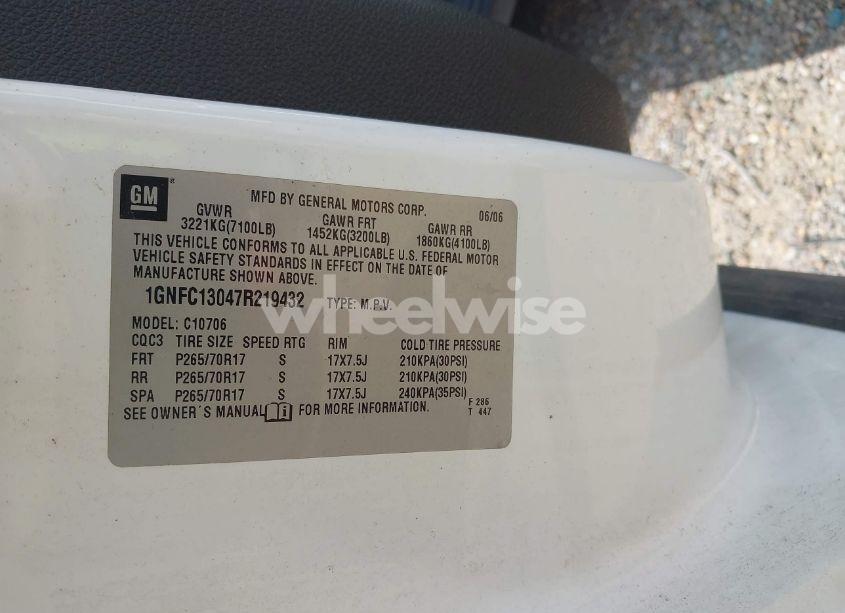 GM
MFD BY GENERAL MOTORS CORP. 06/06
GVWR GAWR FRT GAWR RR
3221KG(7100LB) 1452KG(3200LB) 1860KG(4100LB)
THIS VEHICLE CONFORMS TO ALL APPLICABLE U.S. FEDERAL MOTOR
VEHICLE SAFETY STANDARDS IN EFFECT ON THE DATE OF
MANUFACTURE SHOWN ABOVE.
1GNFC13047R219432 TYPE: M.P.V.
wheelwise
MODEL: C10706
CQC3 TIRE SIZE SPEED RTG RIM COLD TIRE PRESSURE
FRT P265/70R17 S 17X7.5J 210KPA(30PSI)
RR P265/70R17 S 17X7.5J 210KPA(30PSI)
SPA P265/70R17 S 17X7.5J 240KPA(35PSI)
SEE OWNER´S MANUAL i FOR MORE INFORMATION.
F 286
T 447